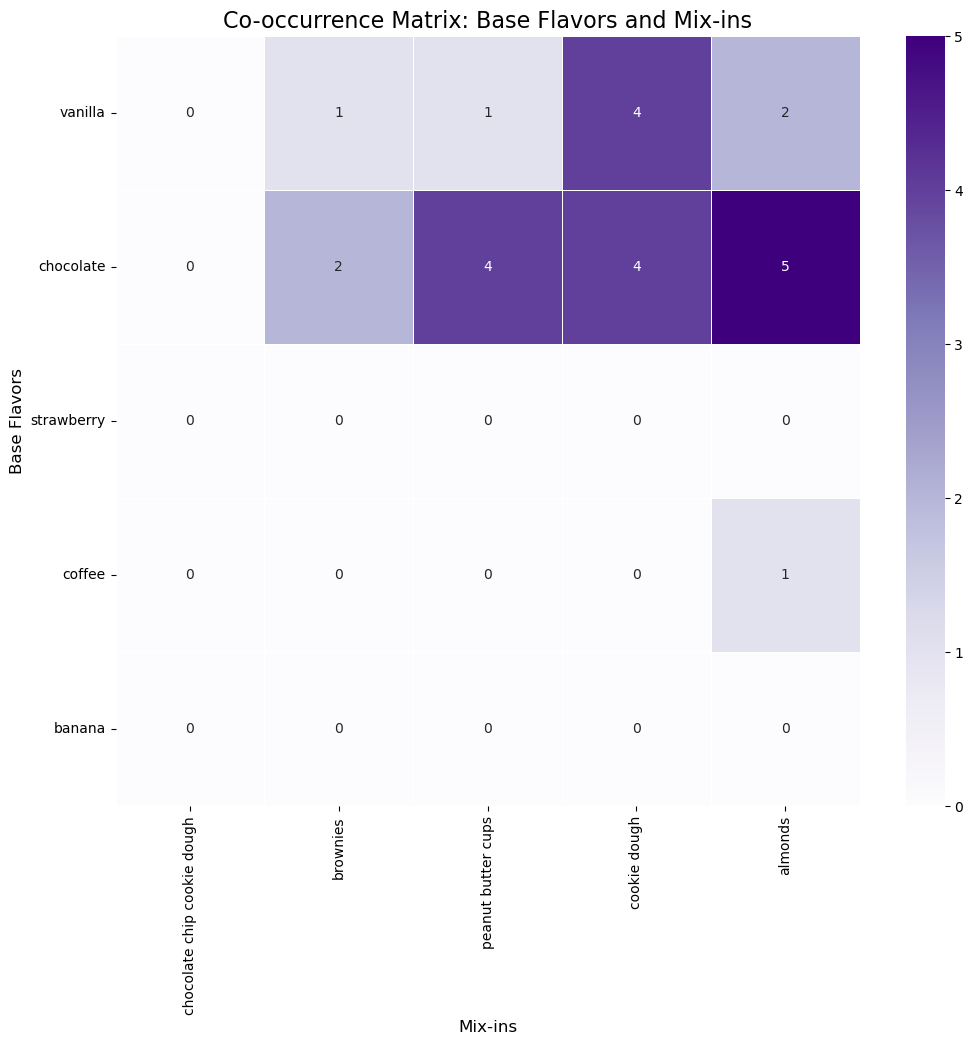 Co-occurrence Matrix: Base Flavors and Mix-ins
vanilla 0 1 1 4 2
chocolate 0 2 4 4 5
strawberry 0 0 0 0 0
coffee 0 0 0 0 1
banana 0 0 0 0 0
Base Flavors
chocolate chip cookie dough
brownies
peanut butter cups
cookie dough
almonds
Mix-ins
5
4
3
2
1
0